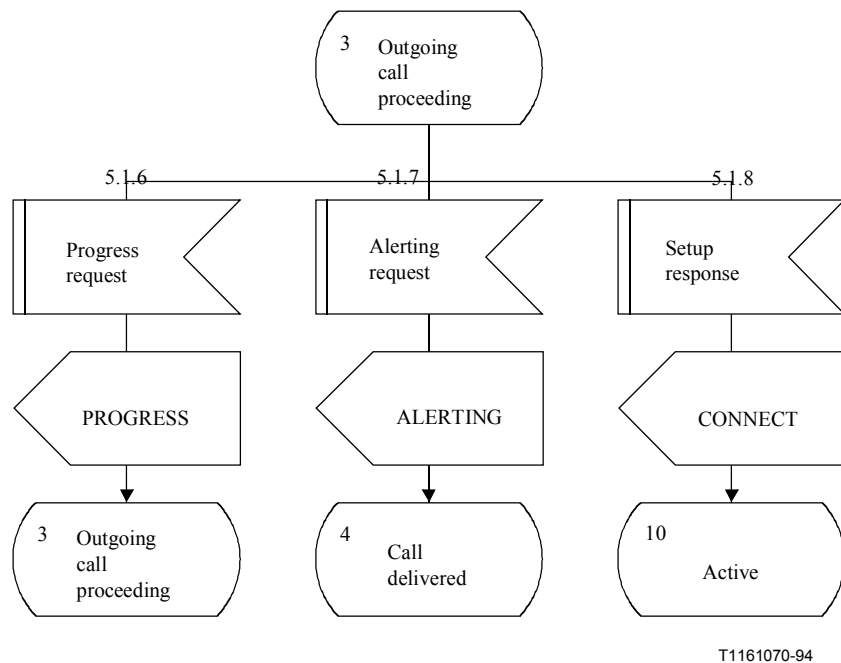 3 Outgoing
call
proceeding
5.1.6 5.1.7 5.1.8
Progress
request
Alerting
request
Setup
response
PROGRESS
ALERTING
CONNECT
3 Outgoing
call
proceeding
4 Call
delivered
10
Active
T1161070-94